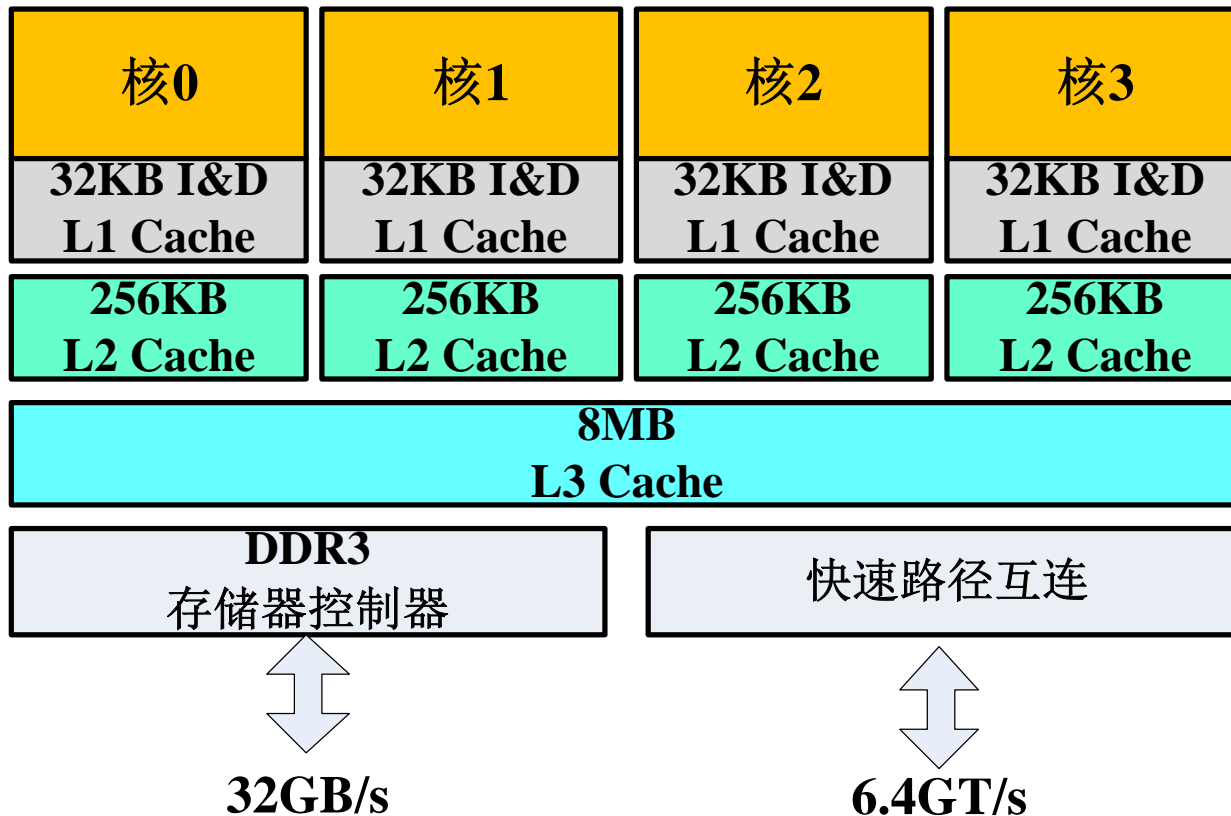 核0
核1
核2
核3
32KB I&D
L1 Cache
32KB I&D
L1 Cache
32KB I&D
L1 Cache
32KB I&D
L1 Cache
256KB
L2 Cache
256KB
L2 Cache
256KB
L2 Cache
256KB
L2 Cache
8MB
L3 Cache
DDR3
存储器控制器
快速路径互连
32GB/s
6.4GT/s